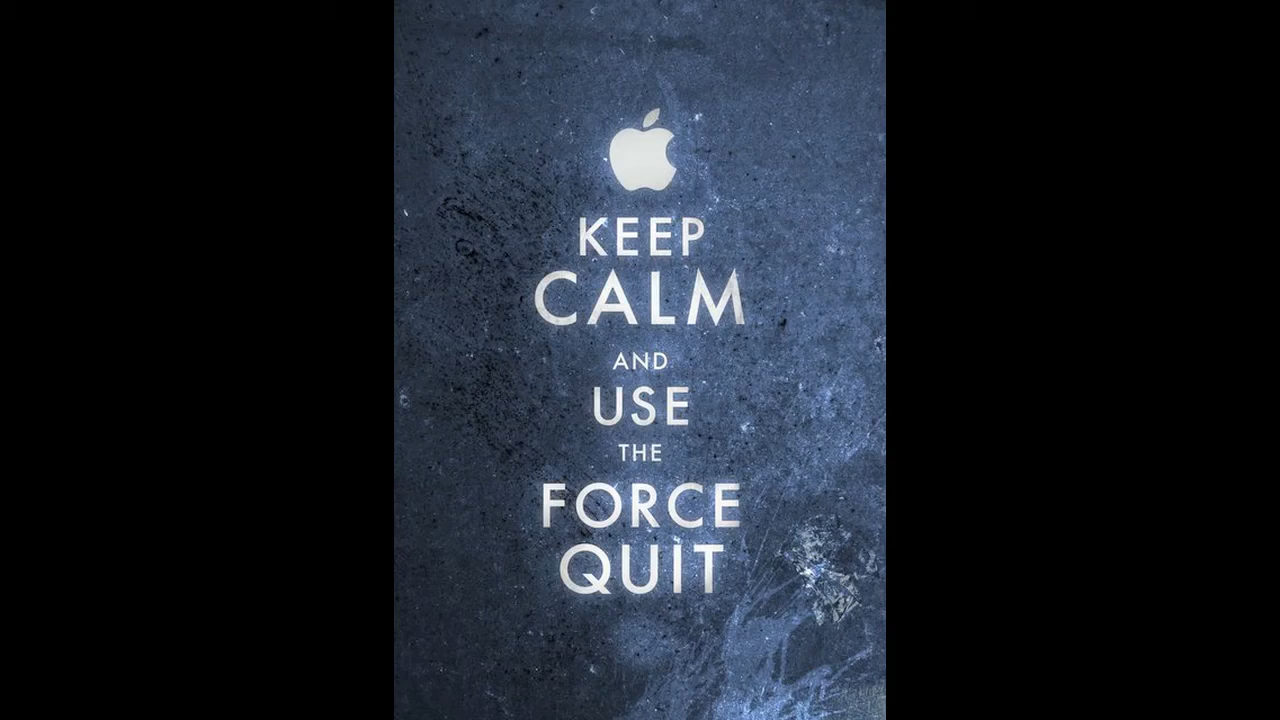 KEEP
CALM
AND
USE
THE
FORCE
QUIT